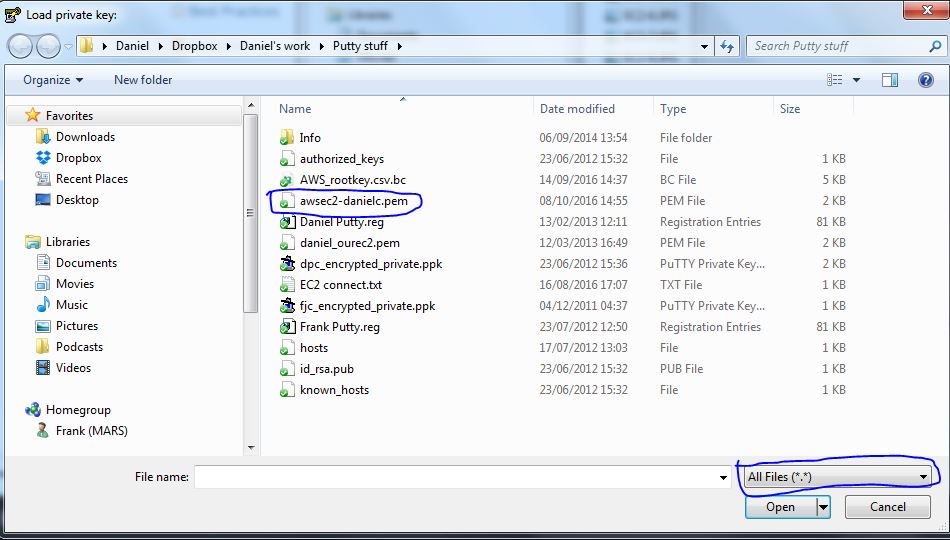 Load private key:
Daniel Dropbox Daniel's work Putty stuff Search Putty stuff
Organize New folder
Name Date modified Type Size
Favorites
Downloads
Dropbox
Recent Places
Desktop
Libraries
Documents
Movies
Music
Pictures
Podcasts
Videos
Homegroup
Frank (MARS)
Info 06/09/2014 13:54 File folder
authorized_keys 23/06/2012 15:32 File 1 KB
AWS_rootkey.csv.bc 14/09/2016 14:37 BC File 5 KB
awsec2-danielc.pem 08/10/2016 14:55 PEM File 2 KB
Daniel Putty.reg 13/02/2013 12:11 Registration Entries 81 KB
daniel_ourec2.pem 12/03/2013 16:49 PEM File 2 KB
dpc_encrypted_private.ppk 23/06/2012 15:36 PuTTY Private Key... 2 KB
EC2 connect.txt 16/08/2016 17:07 TXT File 1 KB
fjc_encrypted_private.ppk 04/12/2011 04:37 PuTTY Private Key... 1 KB
Frank Putty.reg 23/07/2012 12:50 Registration Entries 81 KB
hosts 17/07/2012 13:03 File 1 KB
id_rsa.pub 23/06/2012 15:32 PUB File 1 KB
known_hosts 23/06/2012 15:32 File 1 KB
File name: All Files (*.*)
Open Cancel